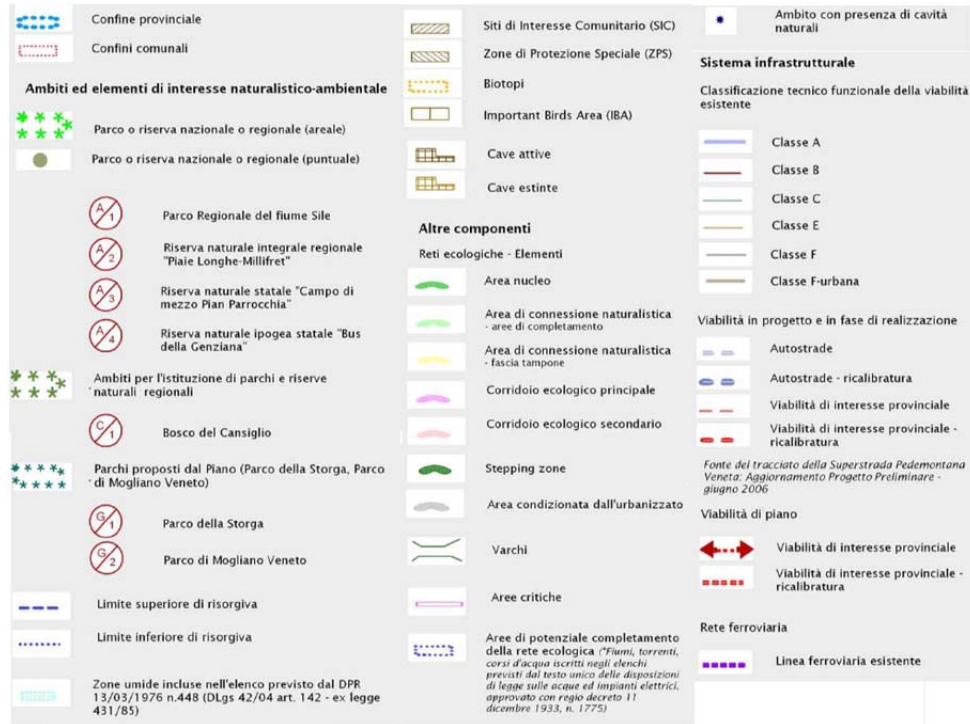 Confine provinciale
Confini comunali
Ambiti ed elementi di interesse naturalistico-ambientale
Parco o riserva nazionale o regionale (areale)
Parco o riserva nazionale o regionale (puntuale)
A/1
Parco Regionale del fiume Sile
A/2
Riserva naturale integrale regionale
"Piaie Longhe-Millifret"
A/3
Riserva naturale statale "Campo di
mezzo Pian Parrocchia"
A/4
Riserva naturale ipogea statale "Bus
della Genziana"
Ambiti per l'istituzione di parchi e riserve
naturali regionali
C/1
Bosco del Cansiglio
Parchi proposti dal Piano (Parco della Storga, Parco
di Mogliano Veneto)
G/1
Parco della Storga
G/2
Parco di Mogliano Veneto
Limite superiore di risorgiva
Limite inferiore di risorgiva
Zone umide incluse nell'elenco previsto dal DPR
13/03/1976 n.448 (DLgs 42/04 art. 142 - ex legge
431/85)
Siti di Interesse Comunitario (SIC)
Zone di Protezione Speciale (ZPS)
Biotopi
Important Birds Area (IBA)
Cave attive
Cave estinte
Altre componenti
Reti ecologiche - Elementi
Area nucleo
Area di connessione naturalistica
- aree di completamento
Area di connessione naturalistica
- fascia tampone
Corridoio ecologico principale
Corridoio ecologico secondario
Stepping zone
Area condizionata dall'urbanizzato
Varchi
Aree critiche
Aree di potenziale completamento
della rete ecologica ("Fiumi, torrenti,
corsi d'acqua iscritti negli elenchi
previsti dal testo unico delle disposizioni
di legge sulle acque ed impianti elettrici,
approvato con regio decreto 11
dicembre 1933, n. 1775)
Ambito con presenza di cavità
naturali
Sistema infrastrutturale
Classificazione tecnico funzionale della viabilità
esistente
Classe A
Classe B
Classe C
Classe E
Classe F
Classe F-urbana
Viabilità in progetto e in fase di realizzazione
Autostrade
Autostrade - ricalibratura
Viabilità di interesse provinciale
Viabilità di interesse provinciale -
ricalibratura
Fonte del tracciato della Superstrada Pedemontana
Veneta: Aggiornamento Progetto Preliminare -
giugno 2006
Viabilità di piano
Viabilità di interesse provinciale
Viabilità di interesse provinciale -
ricalibratura
Rete ferroviaria
Linea ferroviaria esistente